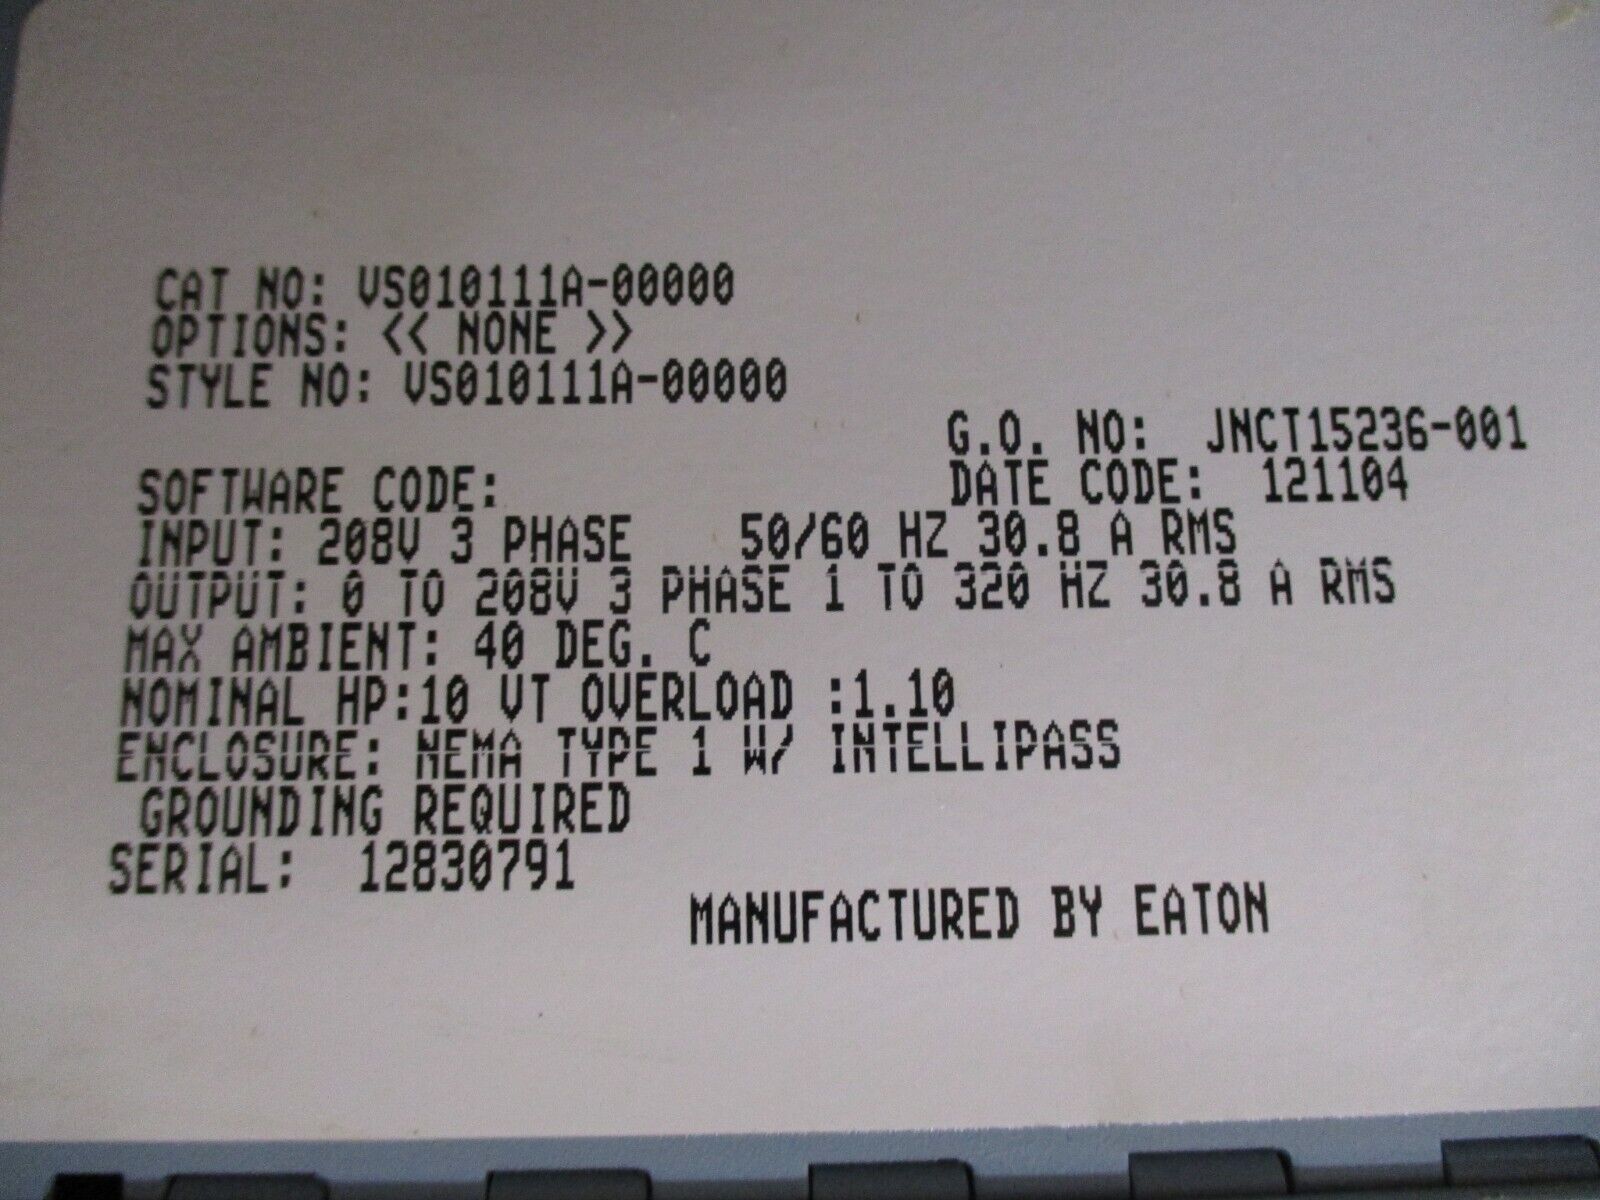 CAT NO: VS010111A-00000
OPTIONS: << NONE >>
STYLE NO: VS010111A-00000
G.O. NO: JNCT15236-001
SOFTWARE CODE:
DATE CODE: 121104
INPUT: 208V 3 PHASE 50/60 HZ 30.8 A RMS
OUTPUT: 0 TO 208V 3 PHASE 1 TO 320 HZ 30.8 A RMS
MAX AMBIENT: 40 DEG. C
NOMINAL HP:10 VT OVERLOAD :1.10
ENCLOSURE: NEMA TYPE 1 W/ INTELLIPASS
GROUNDING REQUIRED
SERIAL: 12830791
MANUFACTURED BY EATON